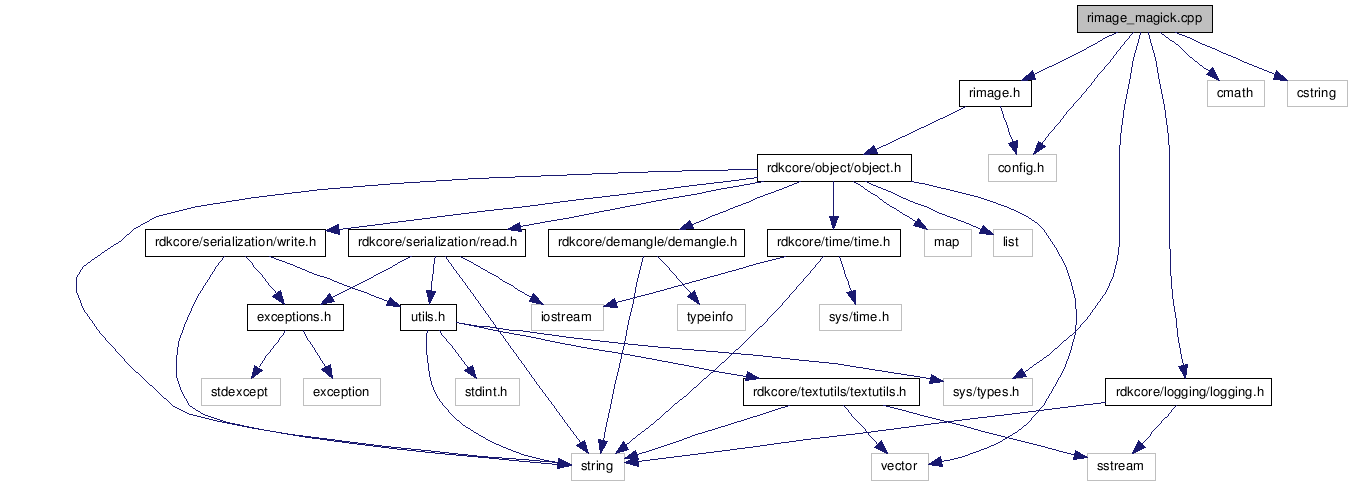 rimage_magick.cpp
rimage.h
cmath
cstring
rdkcore/object/object.h
config.h
rdkcore/serialization/write.h
rdkcore/serialization/read.h
rdkcore/demangle/demangle.h
rdkcore/time/time.h
map
list
exceptions.h
utils.h
iostream
typeinfo
sys/time.h
stdexcept
exception
stdint.h
rdkcore/textutils/textutils.h
sys/types.h
rdkcore/logging/logging.h
string
vector
sstream